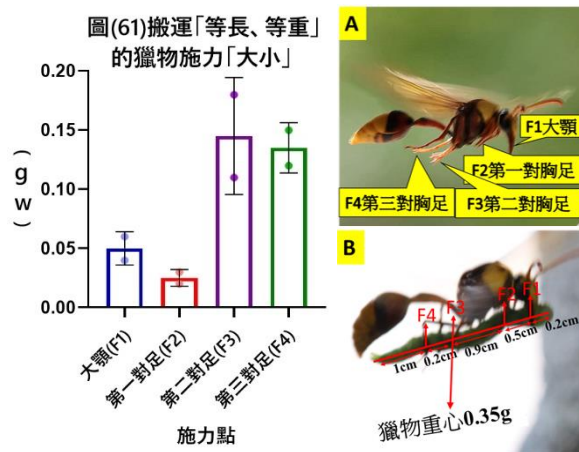 圖(61)搬運「等長、等重」
的獵物施力「大小」
(gw)
0.20
0.15
0.10
0.05
0.00
大顎(F1)
第一對足(F2)
第二對足(F3)
第三對足(F4)
施力點
A
F1大顎
F2第一對胸足
F4第三對胸足
F3第二對胸足
B
F4
F3
F2
F1
1cm
0.2cm
0.9cm
0.5cm
0.2cm
獵物重心0.35g